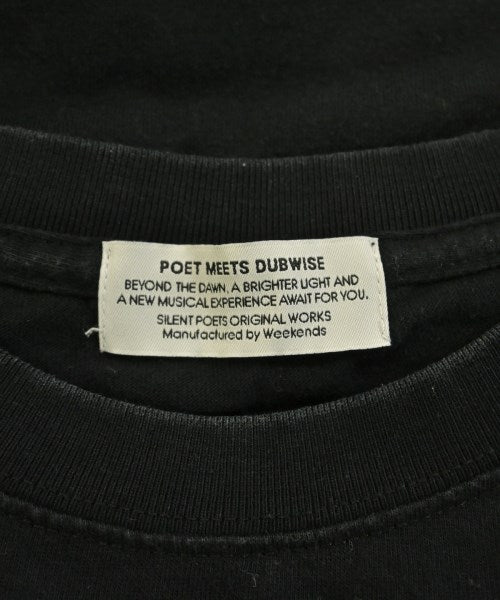 POET MEETS DUBWISE
BEYOND THE DAWN, A BRIGHTER LIGHT AND
A NEW MUSICAL EXPERIENCE AWAIT FOR YOU.
SILENT POETS ORIGINAL WORKS
Manufactured by Weekends